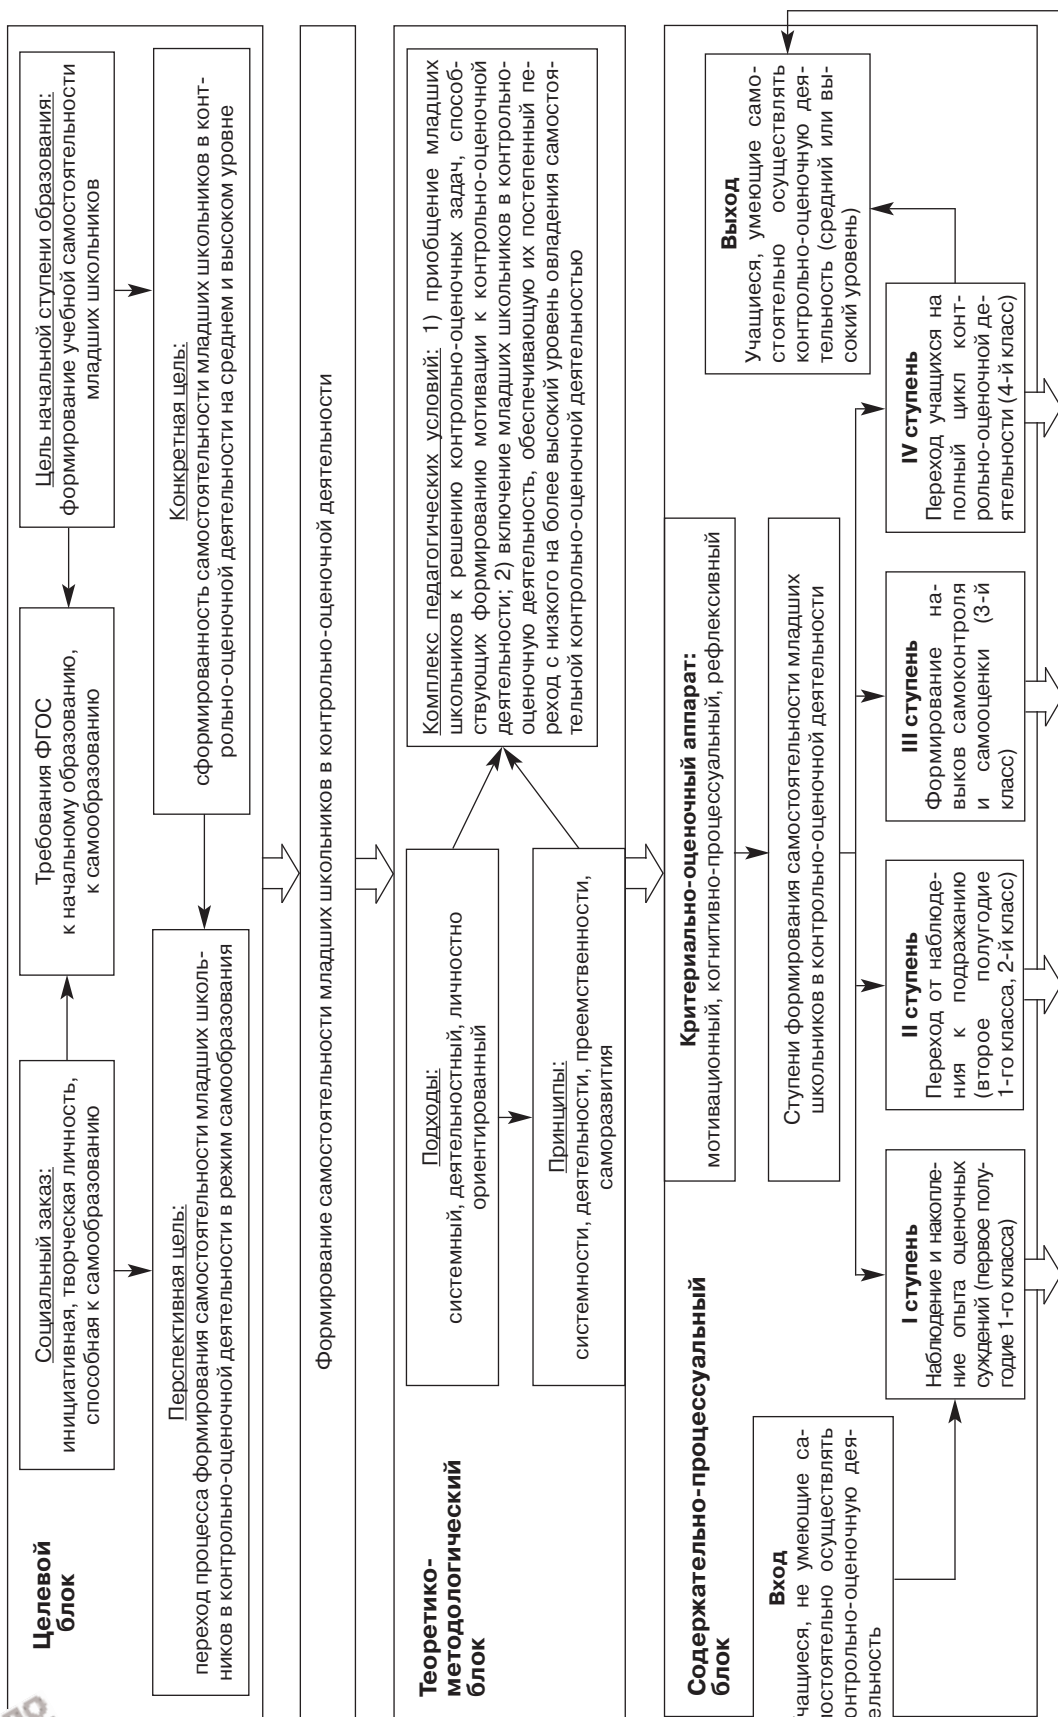 Целевой
блок
Социальный заказ:
инициативная, творческая личность,
способная к самообразованию
Требования ФГОС
к начальному образованию,
к самообразованию
Цель начальной ступени образования:
формирование учебной самостоятельности
младших школьников
Перспективная цель:
переход процесса формирования самостоятельности младших школь-
ников в контрольно-оценочной деятельности в режим самообразования
Конкретная цель:
сформированность самостоятельности младших школьников в конт-
рольно-оценочной деятельности на среднем и высоком уровне
Формирование самостоятельности младших школьников в контрольно-оценочной деятельности
Теоретико-
методологический
блок
Подходы:
системный, деятельностный, личностно
ориентированный
Принципы:
системности, деятельности, преемственности,
саморазвития
Комплекс педагогических условий: 1) приобщение младших
школьников к решению контрольно-оценочных задач, способ-
ствующих формированию мотивации к контрольно-оценочной
деятельности; 2) включение младших школьников в контрольно-
оценочную деятельность, обеспечивающую их постепенный пе-
реход с низкого на более высокий уровень овладения самостоя-
тельной контрольно-оценочной деятельностью
Содержательно-процессуальный
блок
Критериально-оценочный аппарат:
мотивационный, когнитивно-процессуальный, рефлексивный
Ступени формирования самостоятельности младших
школьников в контрольно-оценочной деятельности
Вход
чащиеся, не умеющие са-
мостоятельно осуществлять
онтрольно-оценочную дея-
ельность
I ступень
Наблюдение и накопле-
ние опыта оценочных
суждений (первое полу-
годие 1-го класса)
II ступень
Переход от наблюде-
ния к подражанию
(второе полугодие
1-го класса, 2-й класс)
III ступень
Формирование на-
выков самоконтроля
и самооценки (3-й
класс)
IV ступень
Переход учащихся на
полный цикл конт-
рольно-оценочной де-
ятельности (4-й класс)
Выход
Учащиеся, умеющие само-
стоятельно осуществлять
контрольно-оценочную дея-
тельность (средний или вы-
сокий уровень)